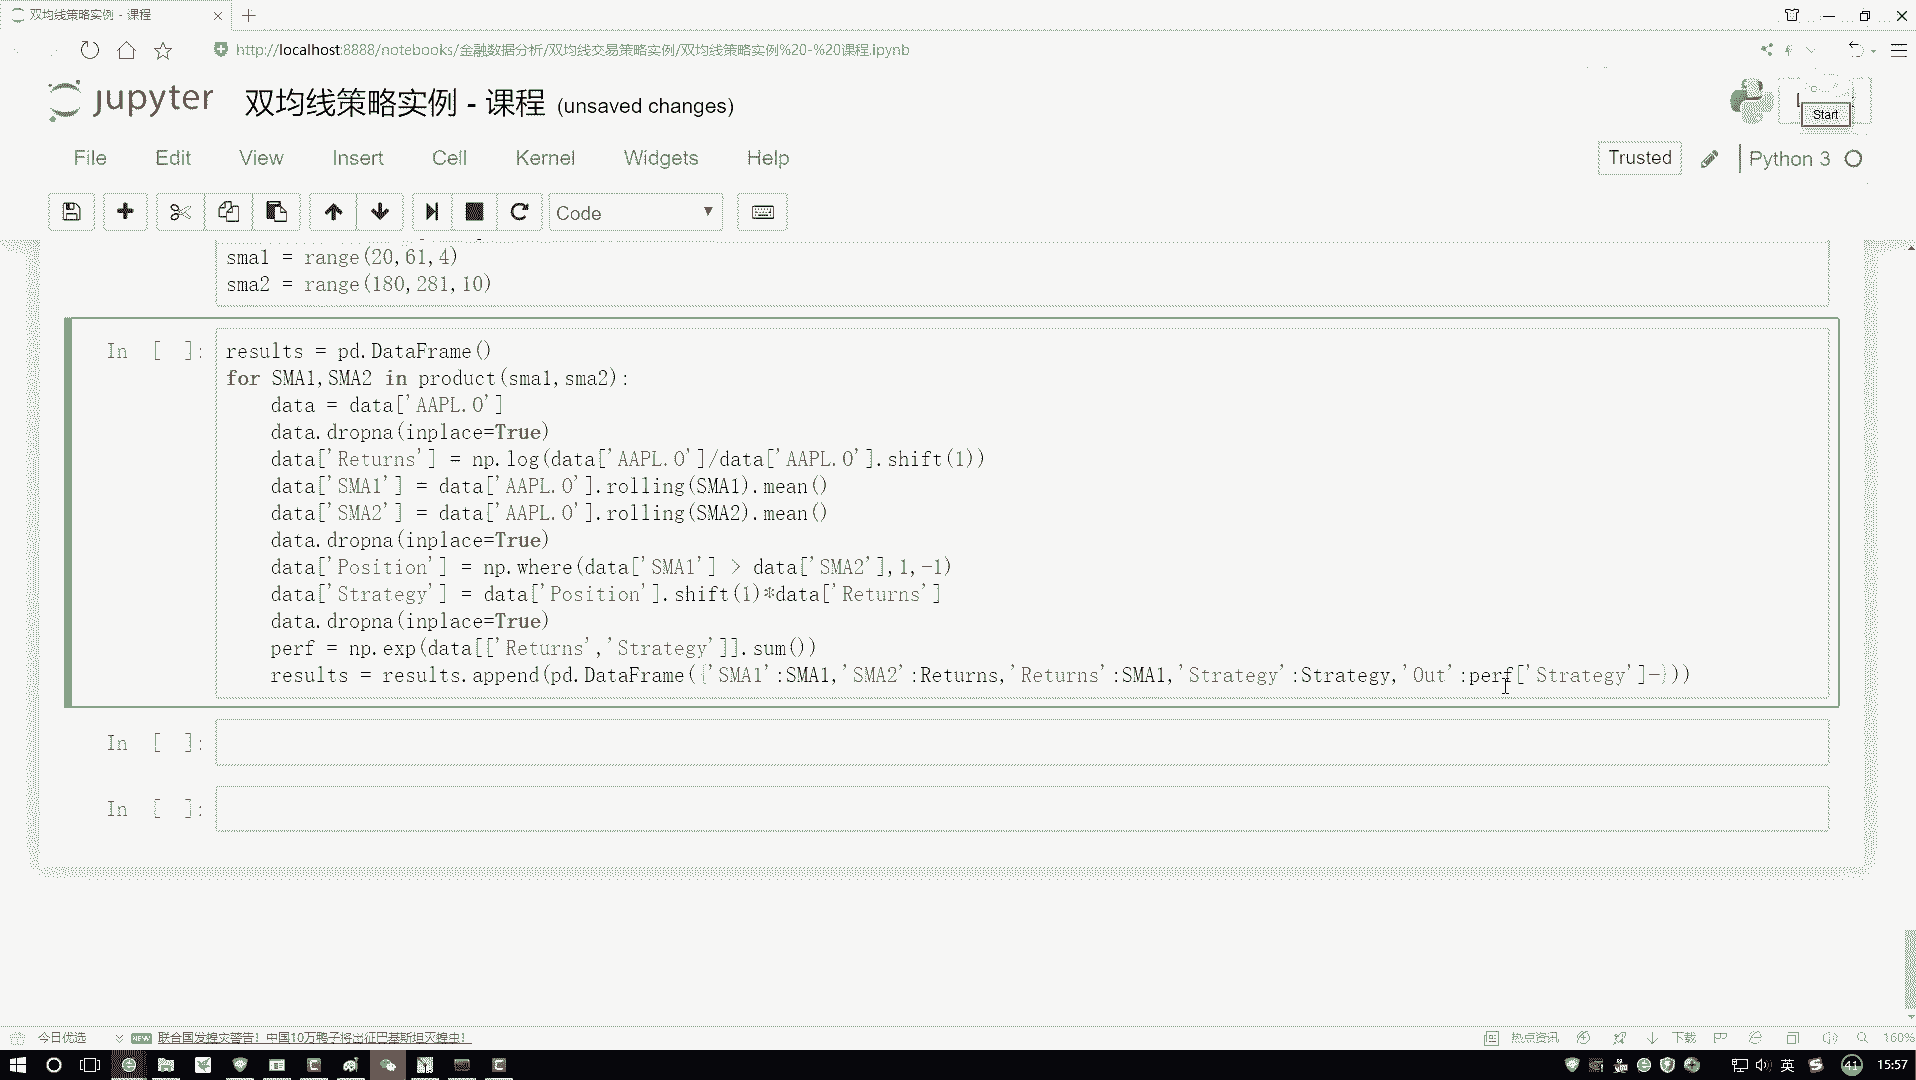 双均线策略实例 - 课程
http://localhost:8888/notebooks/金融数据分析/双均线交易策略实例/双均线策略实例%20-%20课程.ipynb
jupyter 双均线策略实例 - 课程 (unsaved changes)
Start
File Edit View Insert Cell Kernel Widgets Help
Trusted Python 3
Code
sma1 = range(20,61,4)
sma2 = range(180,281,10)
In [ ]: results = pd.DataFrame()
for SMA1,SMA2 in product(sma1,sma2):
    data = data['AAPL.O']
    data.dropna(inplace=True)
    data['Returns'] = np.log(data['AAPL.O']/data['AAPL.O'].shift(1))
    data['SMA1'] = data['AAPL.O'].rolling(SMA1).mean()
    data['SMA2'] = data['AAPL.O'].rolling(SMA2).mean()
    data.dropna(inplace=True)
    data['Position'] = np.where(data['SMA1'] > data['SMA2'],1,-1)
    data['Strategy'] = data['Position'].shift(1)*data['Returns']
    data.dropna(inplace=True)
    perf = np.exp(data[['Returns','Strategy']].sum())
    results = results.append(pd.DataFrame({'SMA1':SMA1,'SMA2':Returns,'Returns':SMA1,'Strategy':Strategy,'Out':perf['Strategy']-}))
In [ ]:
In [ ]:
今日优选 NEW 联合国发蝗灾警告！中国10万鸭子将出征巴基斯坦灭蝗虫！ 热点资讯 下载 160%
英 41 15:57